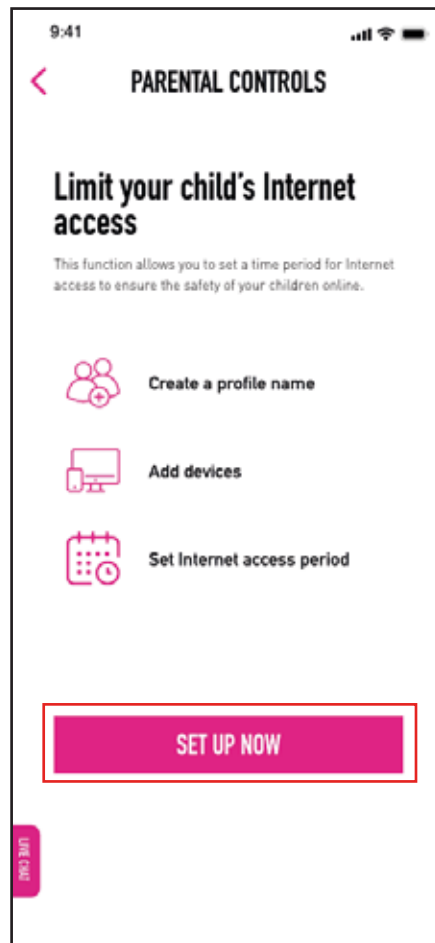 9:41
PARENTAL CONTROLS
Limit your child's Internet
access
This function allows you to set a time period for Internet
access to ensure the safety of your children online.
Create a profile name
Add devices
Set Internet access period
SET UP NOW
LIVE CHAT